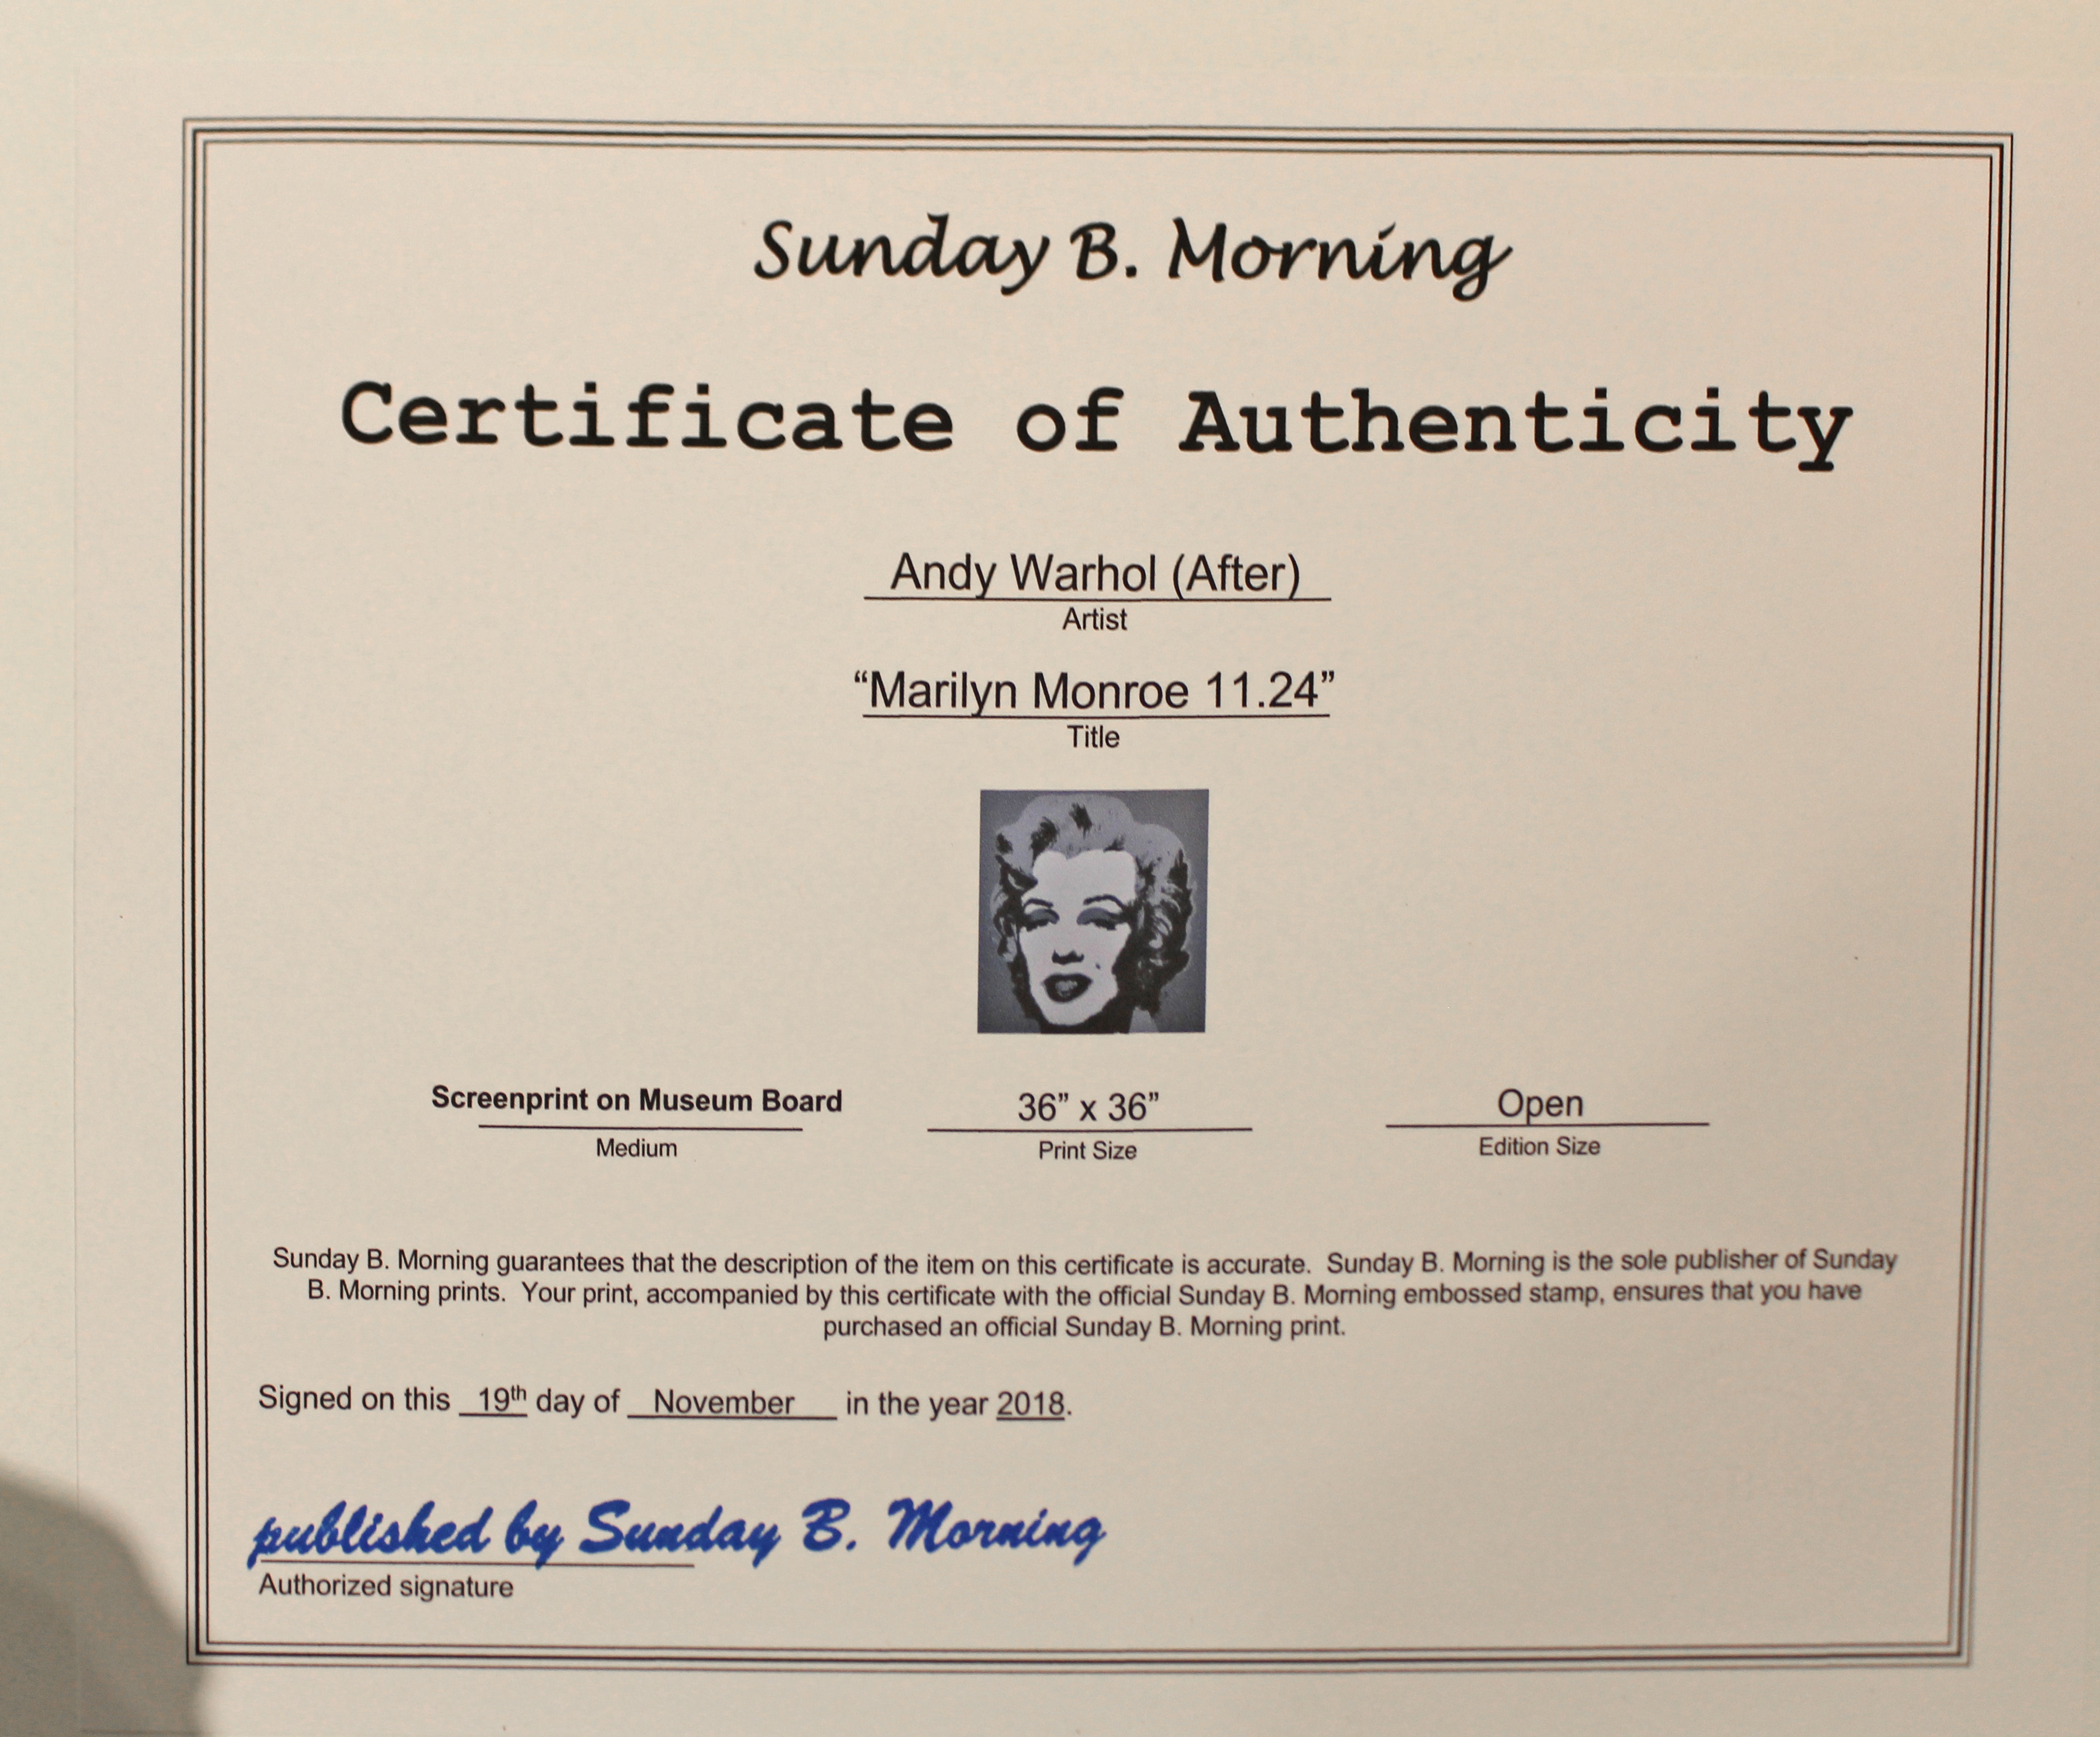 Sunday B. Morning
Certificate of Authenticity
Andy Warhol (After)
Artist
“Marilyn Monroe 11.24”
Title
Screenprint on Museum Board
Medium
36” x 36”
Print Size
Open
Edition Size
Sunday B. Morning guarantees that the description of the item on this certificate is accurate. Sunday B. Morning is the sole publisher of Sunday
B. Morning prints. Your print, accompanied by this certificate with the official Sunday B. Morning embossed stamp, ensures that you have
purchased an official Sunday B. Morning print.
Signed on this 19th day of November in the year 2018.
published by Sunday B. Morning
Authorized signature